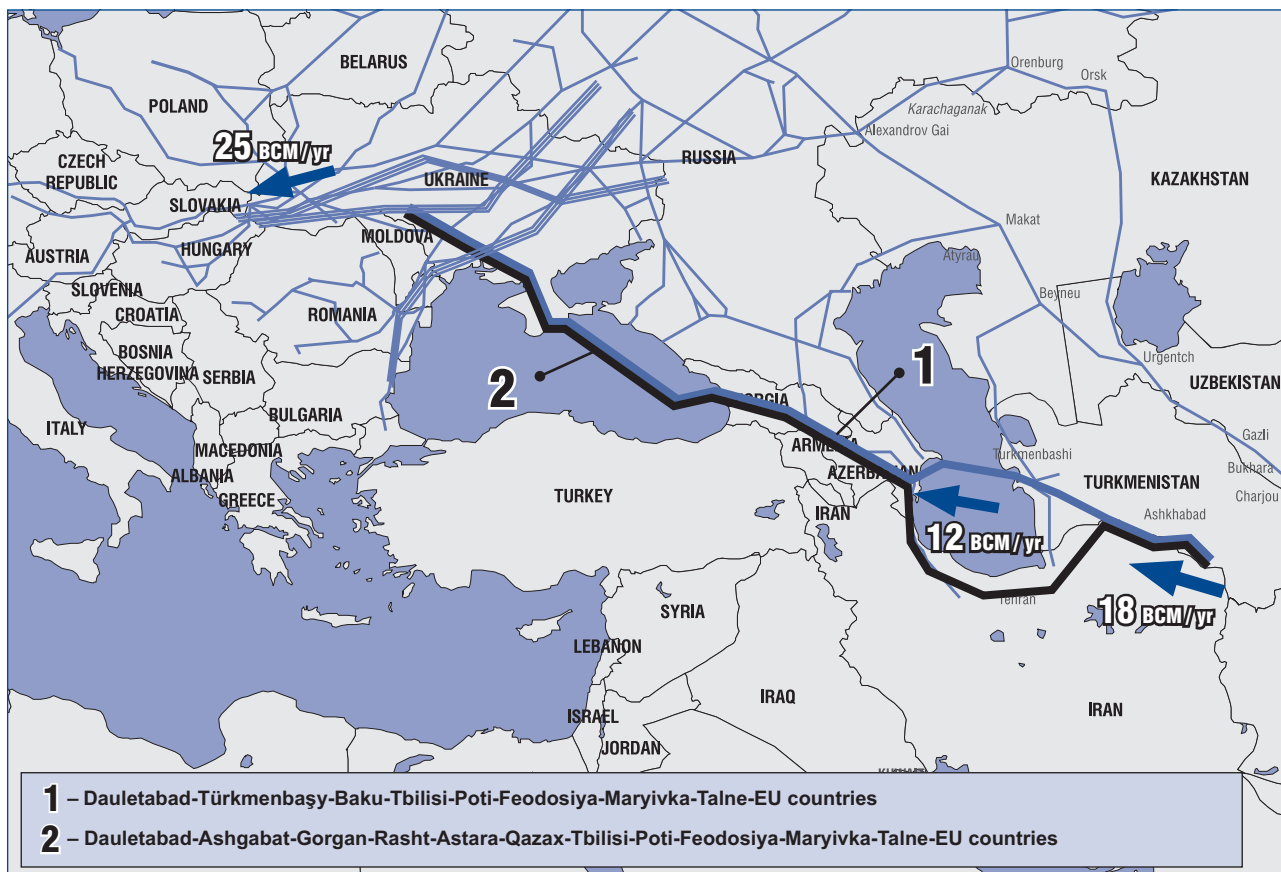 BELARUS
Orenburg
Orsk
POLAND
Karachaganak
Alexandrov Gai
25 BCM/yr
RUSSIA
CZECH
REPUBLIC
UKRAINE
KAZAKHSTAN
SLOVAKIA
MOLDOVA
Makat
AUSTRIA
HUNGARY
Atyrau
SLOVENIA
Beyneu
CROATIA
ROMANIA
BOSNIA
HERZEGOVINA
SERBIA
1
Urgentch
2
UZBEKISTAN
BULGARIA
ORGIA
ITALY
Gazli
MACEDONIA
ARMENIA
Turkmenbashi
ALBANIA
AZERBAIJAN
Bukhara
GREECE
TURKEY
TURKMENISTAN
Charjou
IRAN
Ashkhabad
12 BCM/yr
SYRIA
Tehran
18 BCM/yr
LEBANON
IRAQ
ISRAEL
IRAN
JORDAN
1 – Dauletabad-Türkmenbaşy-Baku-Tbilisi-Poti-Feodosiya-Maryivka-Talne-EU countries
2 – Dauletabad-Ashgabat-Gorgan-Rasht-Astara-Qazax-Tbilisi-Poti-Feodosiya-Maryivka-Talne-EU countries